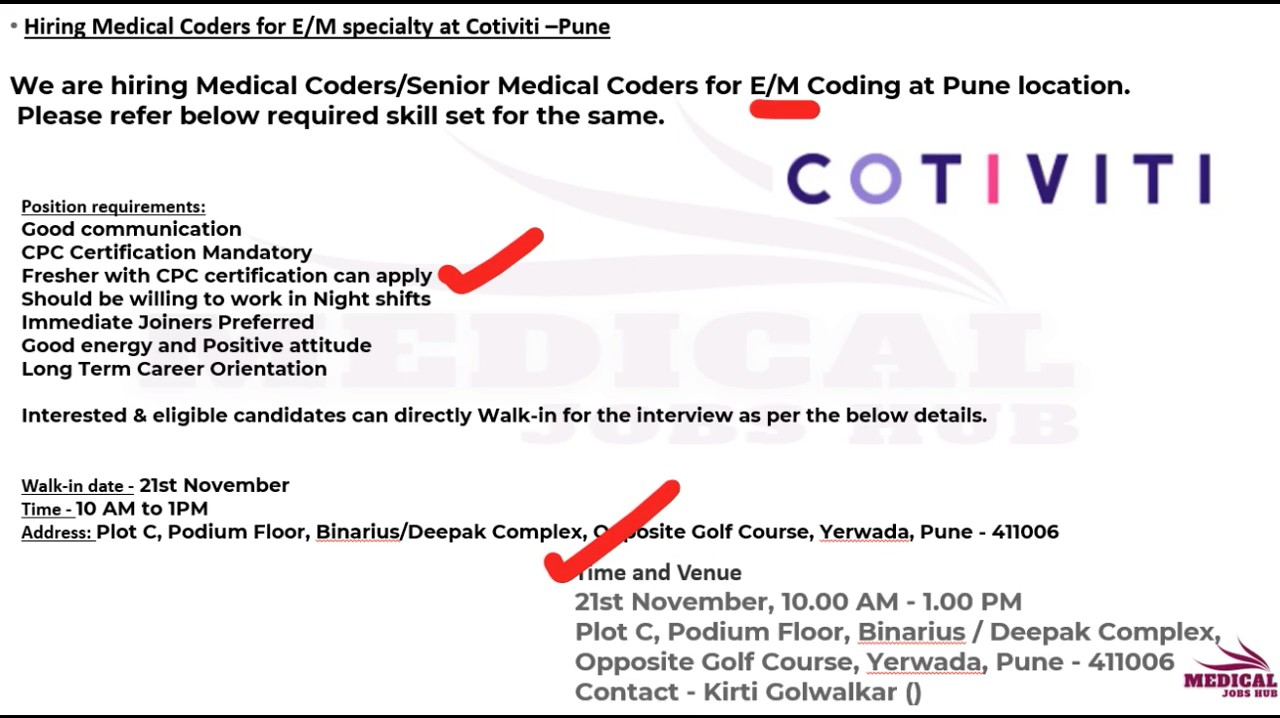 • Hiring Medical Coders for E/M specialty at Cotiviti –Pune
We are hiring Medical Coders/Senior Medical Coders for E/M Coding at Pune location.
Please refer below required skill set for the same.
COTIVITI
Position requirements:
Good communication
CPC Certification Mandatory
Fresher with CPC certification can apply
Should be willing to work in Night shifts
Immediate Joiners Preferred
Good energy and Positive attitude
Long Term Career Orientation
MEDICAL
JOBS HUB
Interested & eligible candidates can directly Walk-in for the interview as per the below details.
Walk-in date - 21st November
Time - 10 AM to 1PM
Address: Plot C, Podium Floor, Binarius/Deepak Complex, Opposite Golf Course, Yerwada, Pune - 411006
Time and Venue
21st November, 10.00 AM - 1.00 PM
Plot C, Podium Floor, Binarius / Deepak Complex,
Opposite Golf Course, Yerwada, Pune - 411006
Contact - Kirti Golwalkar ()
MEDICAL
JOBS HUB